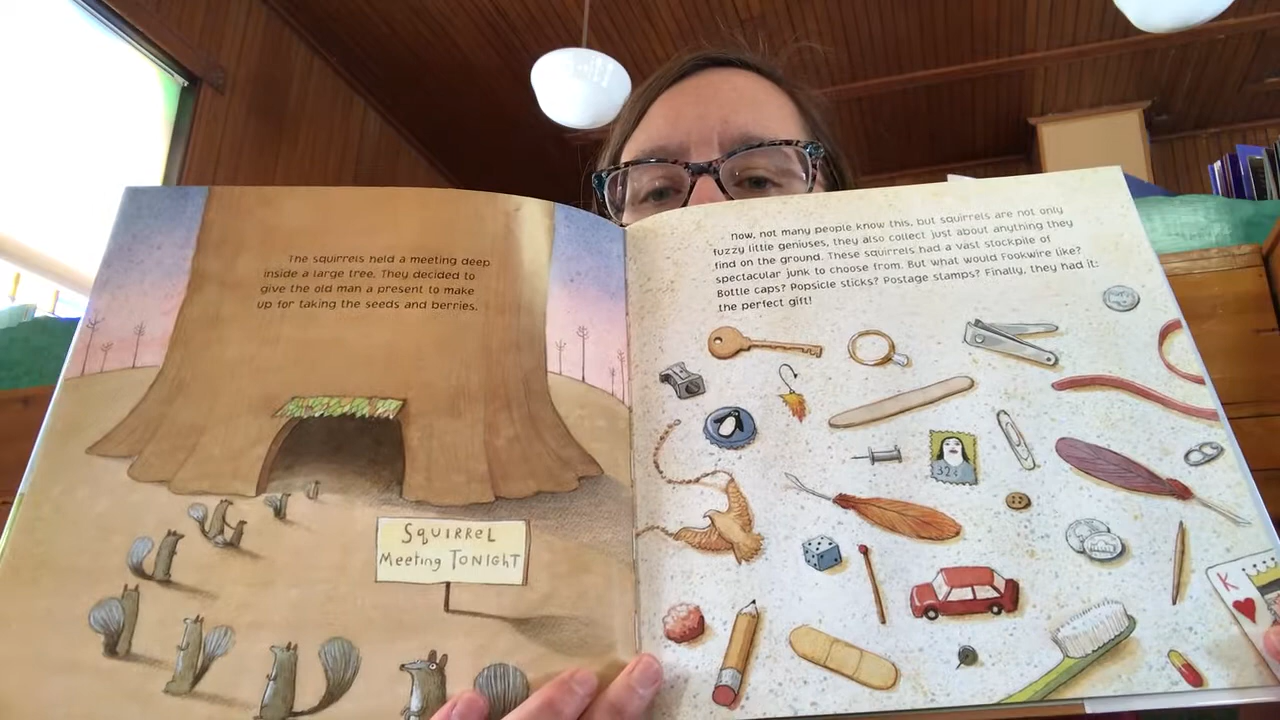 The squirrels held a meeting deep
inside a large tree. They decided to
give the old man a present to make
up for taking the seeds and berries.
SQUIRREL
Meeting TONIGHT
Now, not many people know this, but squirrels are not only
fuzzy little geniuses, they also collect just about anything they
find on the ground. These squirrels had a vast stockpile of
spectacular junk to choose from. But what would Fookwire like?
Bottle caps? Popsicle sticks? Postage stamps? Finally, they had it:
the perfect gift!
K